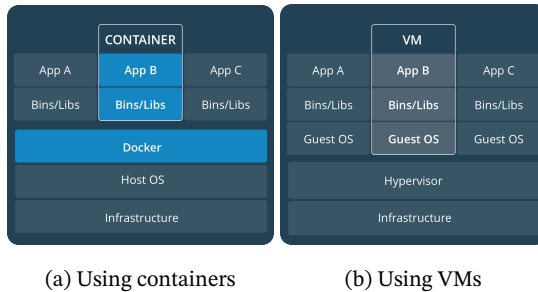 CONTAINER
App A App B App C
Bins/Libs Bins/Libs Bins/Libs
Docker
Host OS
Infrastructure
(a) Using containers
VM
App A App B App C
Bins/Libs Bins/Libs Bins/Libs
Guest OS Guest OS Guest OS
Hypervisor
Infrastructure
(b) Using VMs